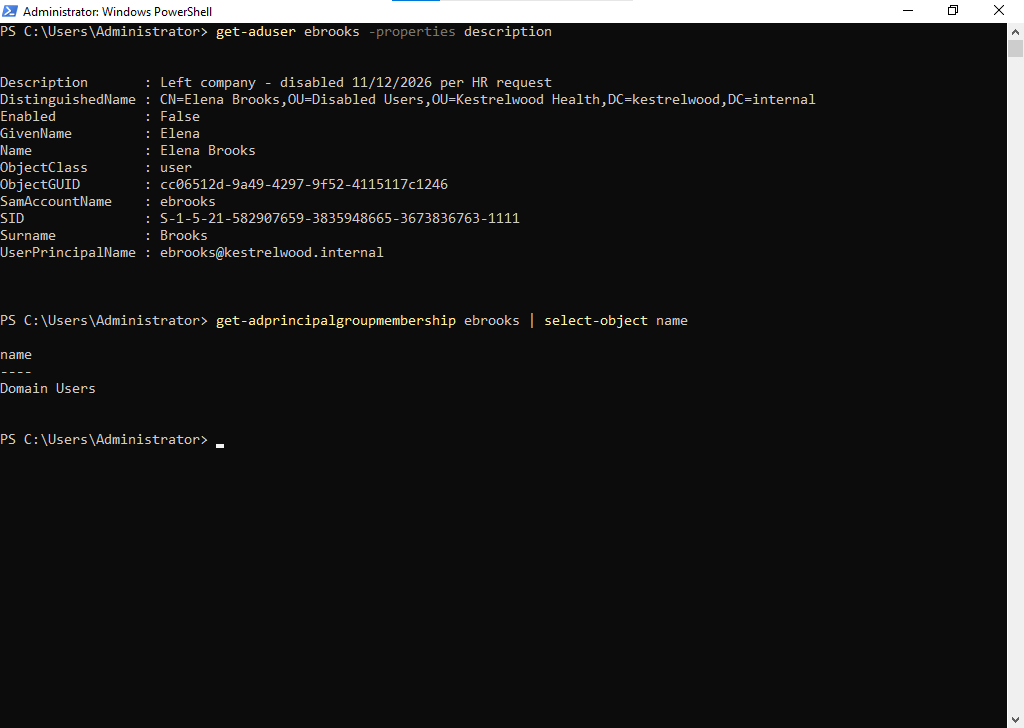 Administrator: Windows PowerShell
PS C:\Users\Administrator> get-aduser ebrooks -properties description
Description       : Left company - disabled 11/12/2026 per HR request
DistinguishedName : CN=Elena Brooks,OU=Disabled Users,OU=Kestrelwood Health,DC=kestrelwood,DC=internal
Enabled           : False
GivenName         : Elena
Name              : Elena Brooks
ObjectClass       : user
ObjectGUID        : cc06512d-9a49-4297-9f52-4115117c1246
SamAccountName    : ebrooks
SID               : S-1-5-21-582907659-3835948665-3673836763-1111
Surname           : Brooks
UserPrincipalName : ebrooks@kestrelwood.internal
PS C:\Users\Administrator> get-adprincipalgroupmembership ebrooks | select-object name
name
----
Domain Users
PS C:\Users\Administrator>